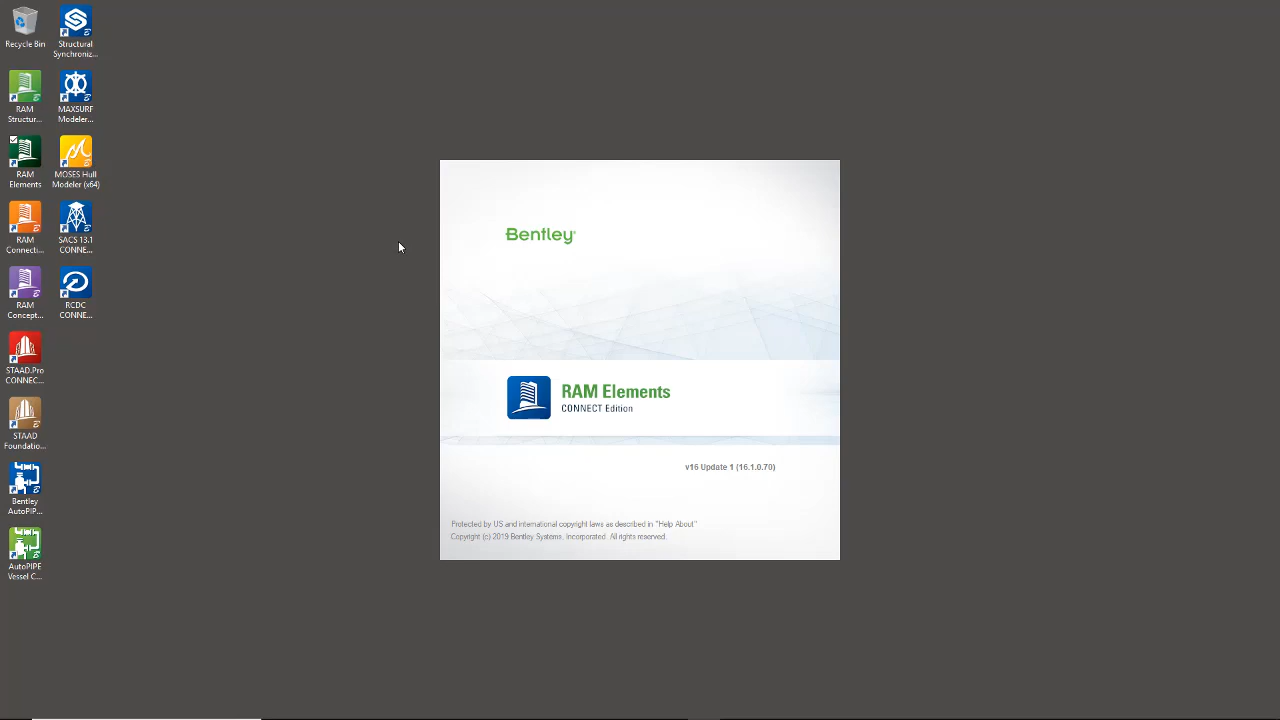 Recycle Bin
Structural
Synchroniz...
RAM
Structur...
MAXSURF
Modeler...
RAM
Elements
MOSES Hull
Modeler (x64)
RAM
Connecti...
SACS 13.1
CONNE...
RAM
Concept...
RCDC
CONNE...
STAAD.Pro
CONNEC...
STAAD
Foundatio...
Bentley
AutoPIP...
AutoPIPE
Vessel C...
Bentley
RAM Elements
CONNECT Edition
v16 Update 1 (16.1.0.70)
Protected by US and international copyright laws as described in "Help About"
Copyright (c) 2019 Bentley Systems, Incorporated. All rights reserved.